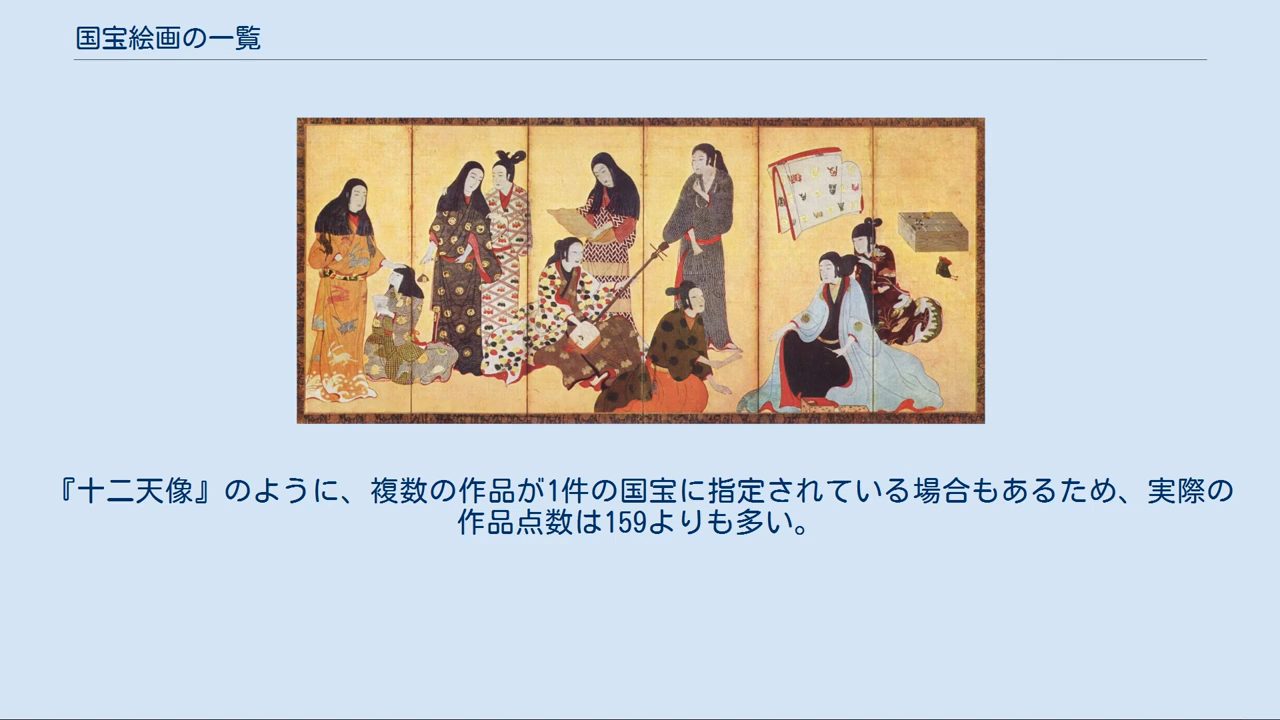 国宝絵画の一覧
『十二天像』のように、複数の作品が1件の国宝に指定されている場合もあるため、実際の
作品点数は159よりも多い。